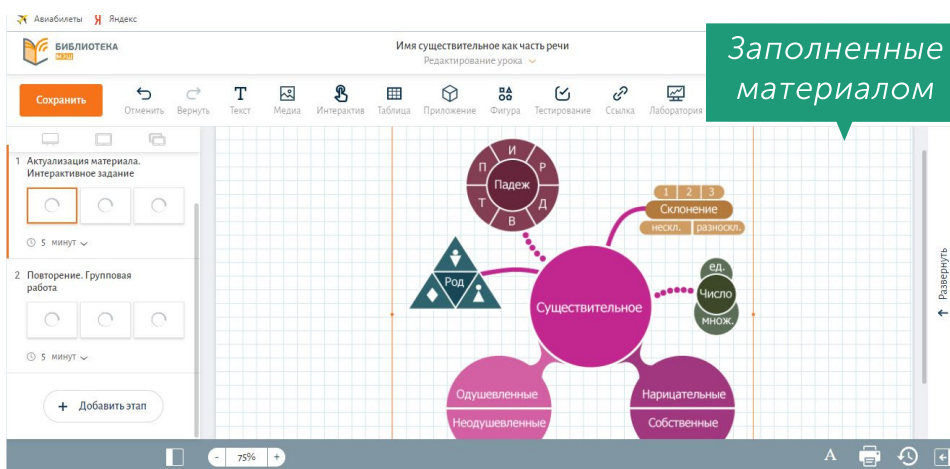 Авиабилеты Я Яндекс
БИБЛИОТЕКА
МЭШ
Имя существительное как часть речи
Редактирование урока
Заполненные
материалом
Сохранить
Отменить Вернуть Текст Медиа Интерактив Таблица Приложение Фигура Тестирование Ссылка Лаборатория
1 Актуализация материала.
Интерактивное задание
5 минут
2 Повторение. Групповая
работа
5 минут
+ Добавить этап
И
П Р
Падеж
Т Д
В
1 2 3
Склонение
нескл. разноскл.
Род
ед.
Число
множ.
Существительное
Одушевленные
Неодушевленные
Нарицательные
Собственные
Развернуть
- 75% +
A